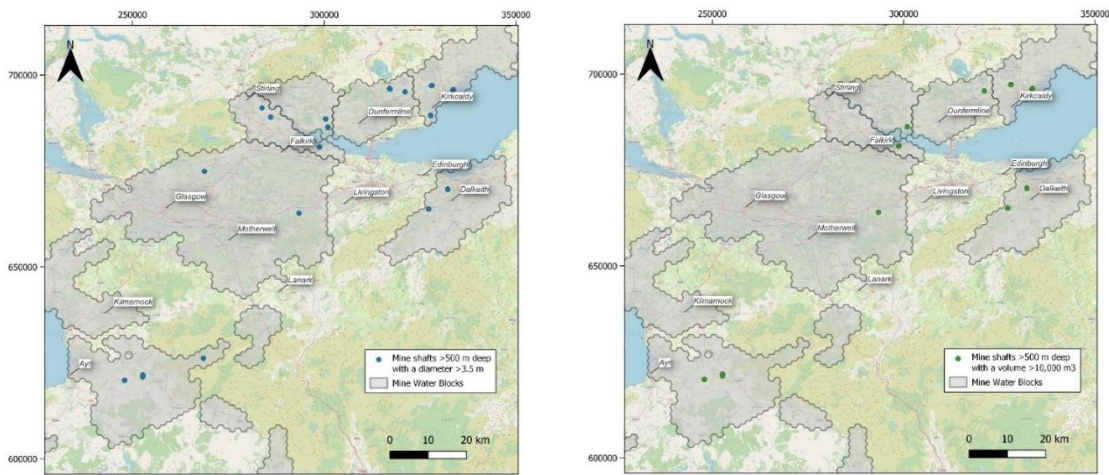 250000 300000 350000
N
700000
650000
600000
Stirling
Kirkcaldy
Dunfermline
Falkirk
Edinburgh
Dalkeith
Livingston
Glasgow
Motherwell
Lanark
Kilmarnock
Ayr
Mine shafts >500 m deep
with a diameter >3.5 m
Mine Water Blocks
0 10 20 km
250000 300000 350000
N
700000
650000
600000
Stirling
Kirkcaldy
Dunfermline
Falkirk
Edinburgh
Dalkeith
Livingston
Glasgow
Motherwell
Lanark
Kilmarnock
Ayr
Mine shafts >500 m deep
with a volume >10,000 m3
Mine Water Blocks
0 10 20 km